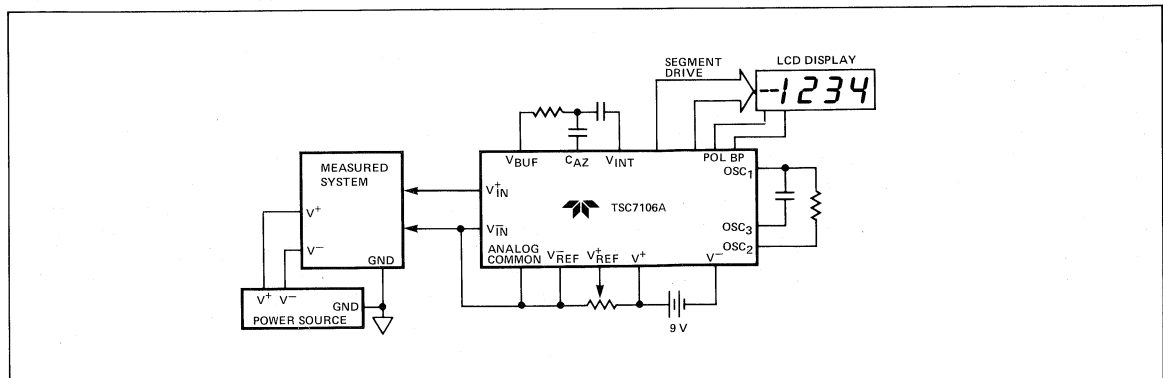 SEGMENT
DRIVE
LCD DISPLAY
–1234
VBUF
CAZ
VINT
POL BP
OSC1
MEASURED
SYSTEM
V+IN
TSC7106A
V+
V–IN
OSC3
V–
ANALOG
COMMON
V–REF
V+REF
V+
V–
OSC2
GND
V+ V–
GND
POWER SOURCE
9 V